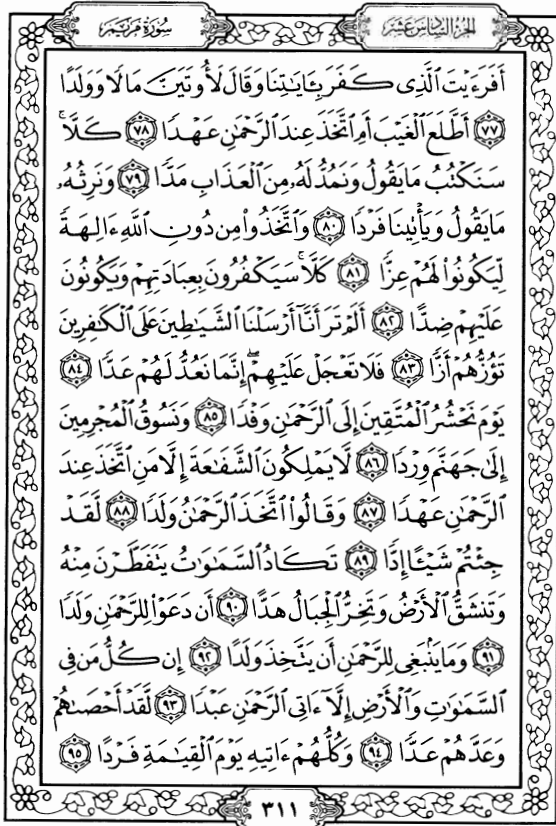 الجزء السادس عشر
سورة مريم
أَفَرَءَيْتَ ٱلَّذِى كَفَرَ بِـَٔايَـٰتِنَا وَقَالَ لَأُوتَيَنَّ مَالًا وَوَلَدًا
﴿٧٧﴾ أَطَّلَعَ ٱلْغَيْبَ أَمِ ٱتَّخَذَ عِندَ ٱلرَّحْمَـٰنِ عَهْدًا ﴿٧٨﴾ كَلَّا ۚ
سَنَكْتُبُ مَا يَقُولُ وَنَمُدُّ لَهُۥ مِنَ ٱلْعَذَابِ مَدًّا ﴿٧٩﴾ وَنَرِثُهُۥ
مَا يَقُولُ وَيَأْتِينَا فَرْدًا ﴿٨٠﴾ وَٱتَّخَذُوا۟ مِن دُونِ ٱللَّهِ ءَالِهَةً
لِّيَكُونُوا۟ لَهُمْ عِزًّا ﴿٨١﴾ كَلَّا ۚ سَيَكْفُرُونَ بِعِبَادَتِهِمْ وَيَكُونُونَ
عَلَيْهِمْ ضِدًّا ﴿٨٢﴾ أَلَمْ تَرَ أَنَّآ أَرْسَلْنَا ٱلشَّيَـٰطِينَ عَلَى ٱلْكَـٰفِرِينَ
تَؤُزُّهُمْ أَزًّا ﴿٨٣﴾ فَلَا تَعْجَلْ عَلَيْهِمْ ۖ إِنَّمَا نَعُدُّ لَهُمْ عَدًّا ﴿٨٤﴾
يَوْمَ نَحْشُرُ ٱلْمُتَّقِينَ إِلَى ٱلرَّحْمَـٰنِ وَفْدًا ﴿٨٥﴾ وَنَسُوقُ ٱلْمُجْرِمِينَ
إِلَىٰ جَهَنَّمَ وِرْدًا ﴿٨٦﴾ لَّا يَمْلِكُونَ ٱلشَّفَـٰعَةَ إِلَّا مَنِ ٱتَّخَذَ عِندَ
ٱلرَّحْمَـٰنِ عَهْدًا ﴿٨٧﴾ وَقَالُوا۟ ٱتَّخَذَ ٱلرَّحْمَـٰنُ وَلَدًا ﴿٨٨﴾ لَّقَدْ
جِئْتُمْ شَيْـًٔا إِدًّا ﴿٨٩﴾ تَكَادُ ٱلسَّمَـٰوَٰتُ يَتَفَطَّرْنَ مِنْهُ
وَتَنشَقُّ ٱلْأَرْضُ وَتَخِرُّ ٱلْجِبَالُ هَدًّا ﴿٩٠﴾ أَن دَعَوْا۟ لِلرَّحْمَـٰنِ وَلَدًا
﴿٩١﴾ وَمَا يَنۢبَغِى لِلرَّحْمَـٰنِ أَن يَتَّخِذَ وَلَدًا ﴿٩٢﴾ إِن كُلُّ مَن فِى
ٱلسَّمَـٰوَٰتِ وَٱلْأَرْضِ إِلَّآ ءَاتِى ٱلرَّحْمَـٰنِ عَبْدًا ﴿٩٣﴾ لَّقَدْ أَحْصَىٰهُمْ
وَعَدَّهُمْ عَدًّا ﴿٩٤﴾ وَكُلُّهُمْ ءَاتِيهِ يَوْمَ ٱلْقِيَـٰمَةِ فَرْدًا ﴿٩٥﴾
٣١١